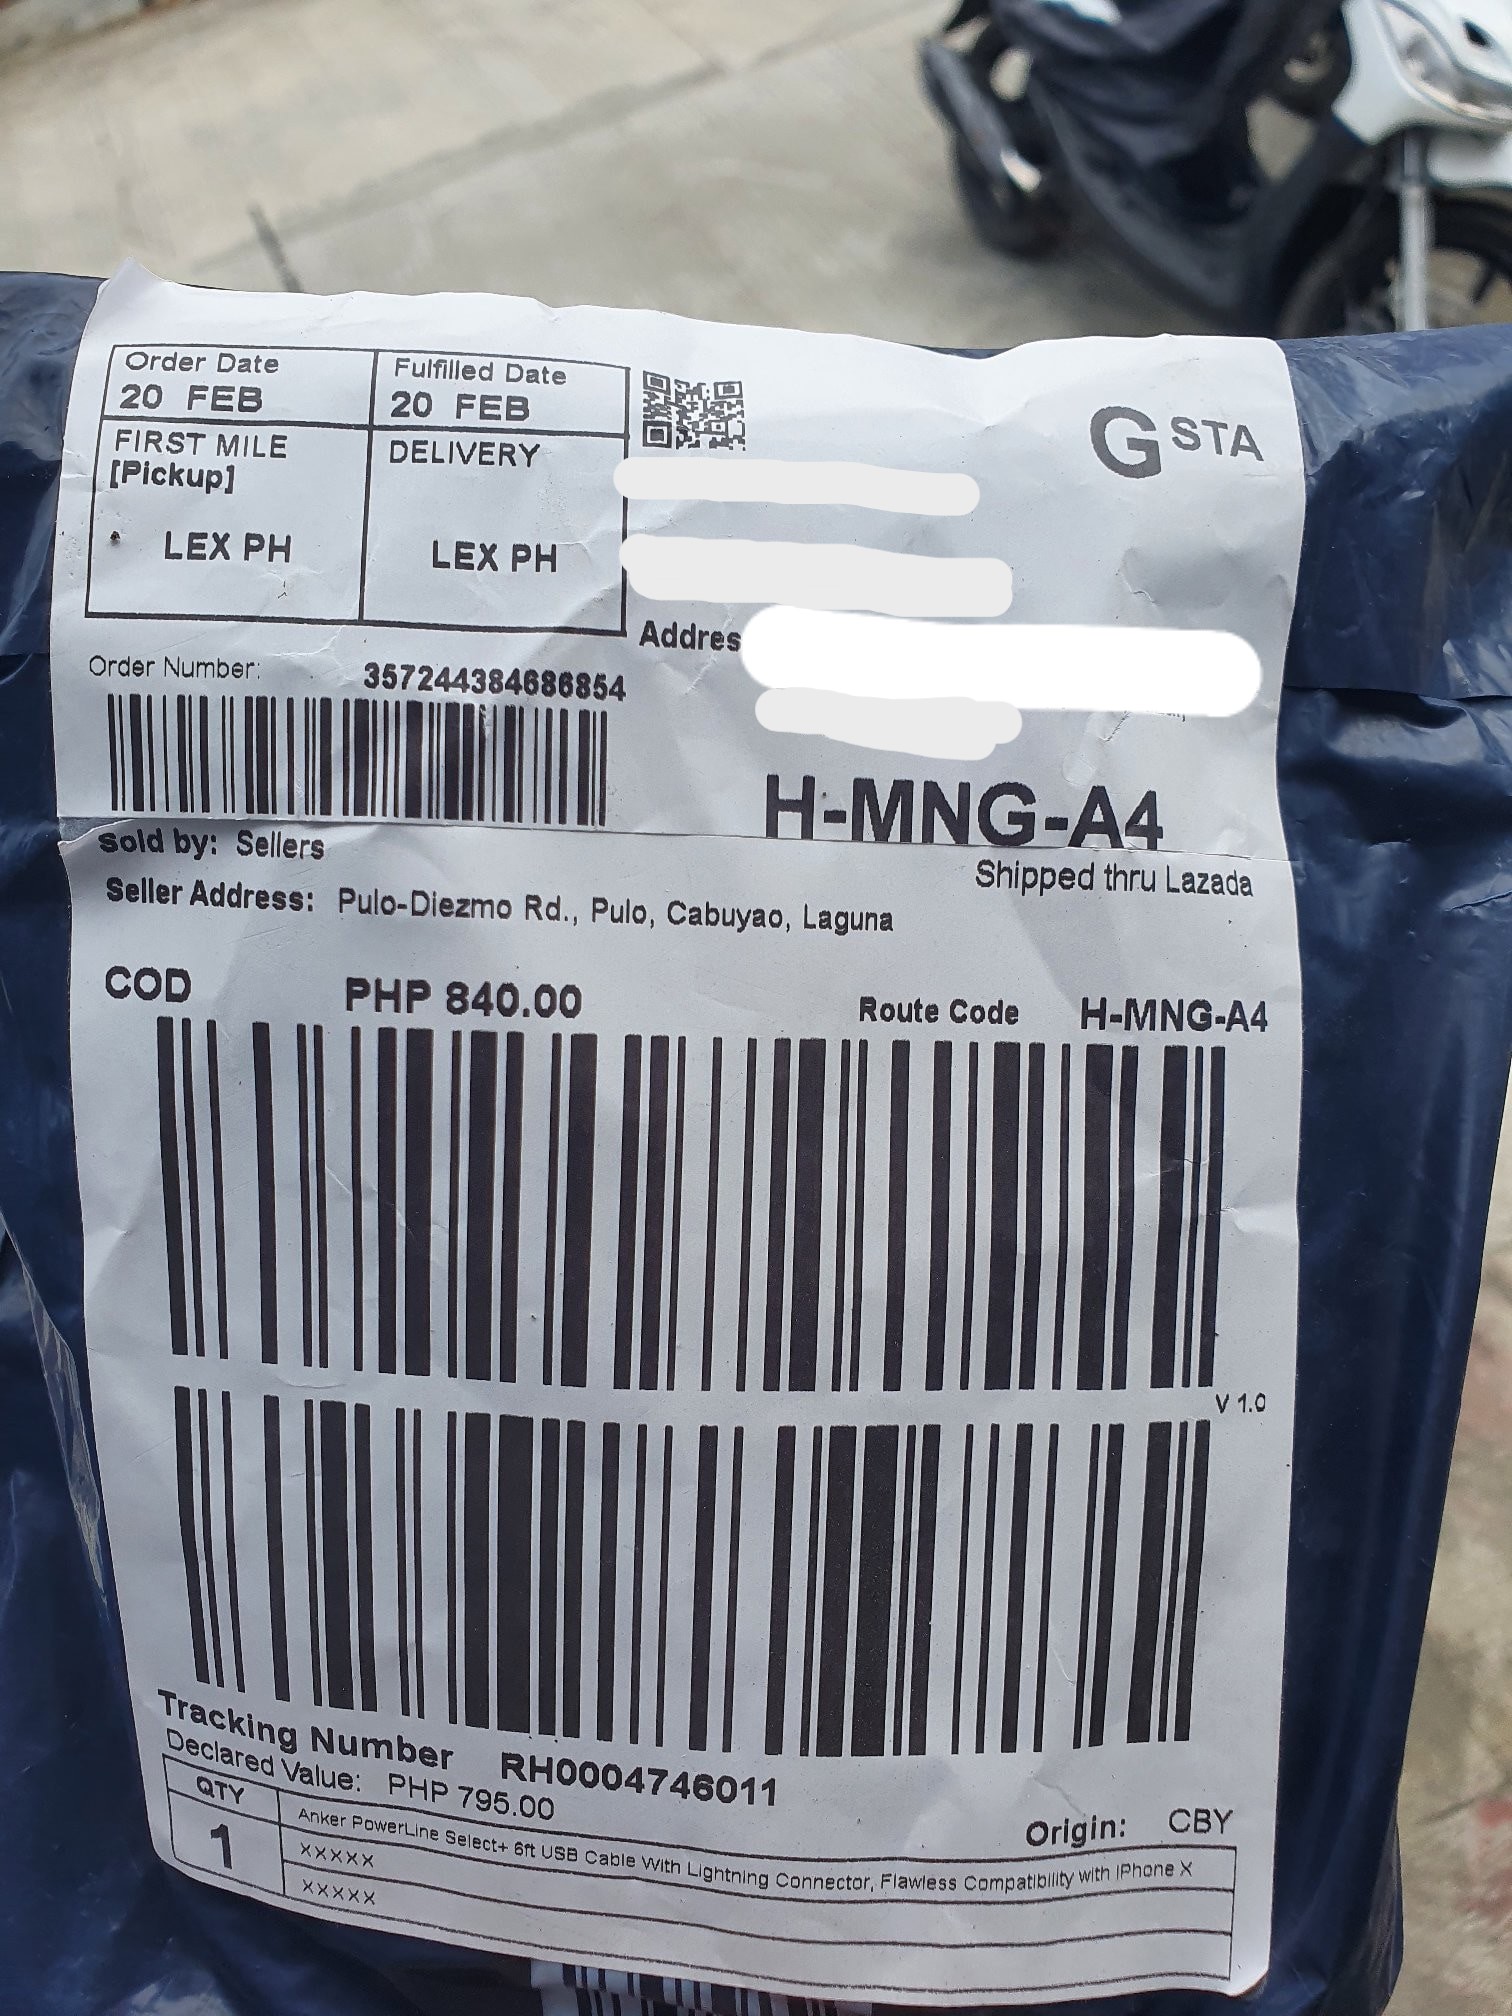 Order Date
20 FEB
Fulfilled Date
20 FEB
FIRST MILE
[Pickup]
LEX PH
DELIVERY
LEX PH
G STA
Addres
Order Number: 357244384686854
H-MNG-A4
Sold by: Sellers
Shipped thru Lazada
Seller Address: Pulo-Diezmo Rd., Pulo, Cabuyao, Laguna
COD PHP 840.00 Route Code H-MNG-A4
V 1.0
Tracking Number RH0004746011
Declared Value: PHP 795.00
Origin: CBY
QTY
1
Anker PowerLine Select+ 6ft USB Cable With Lightning Connector, Flawless Compatibility with iPhone X
XXXXX
XXXXX